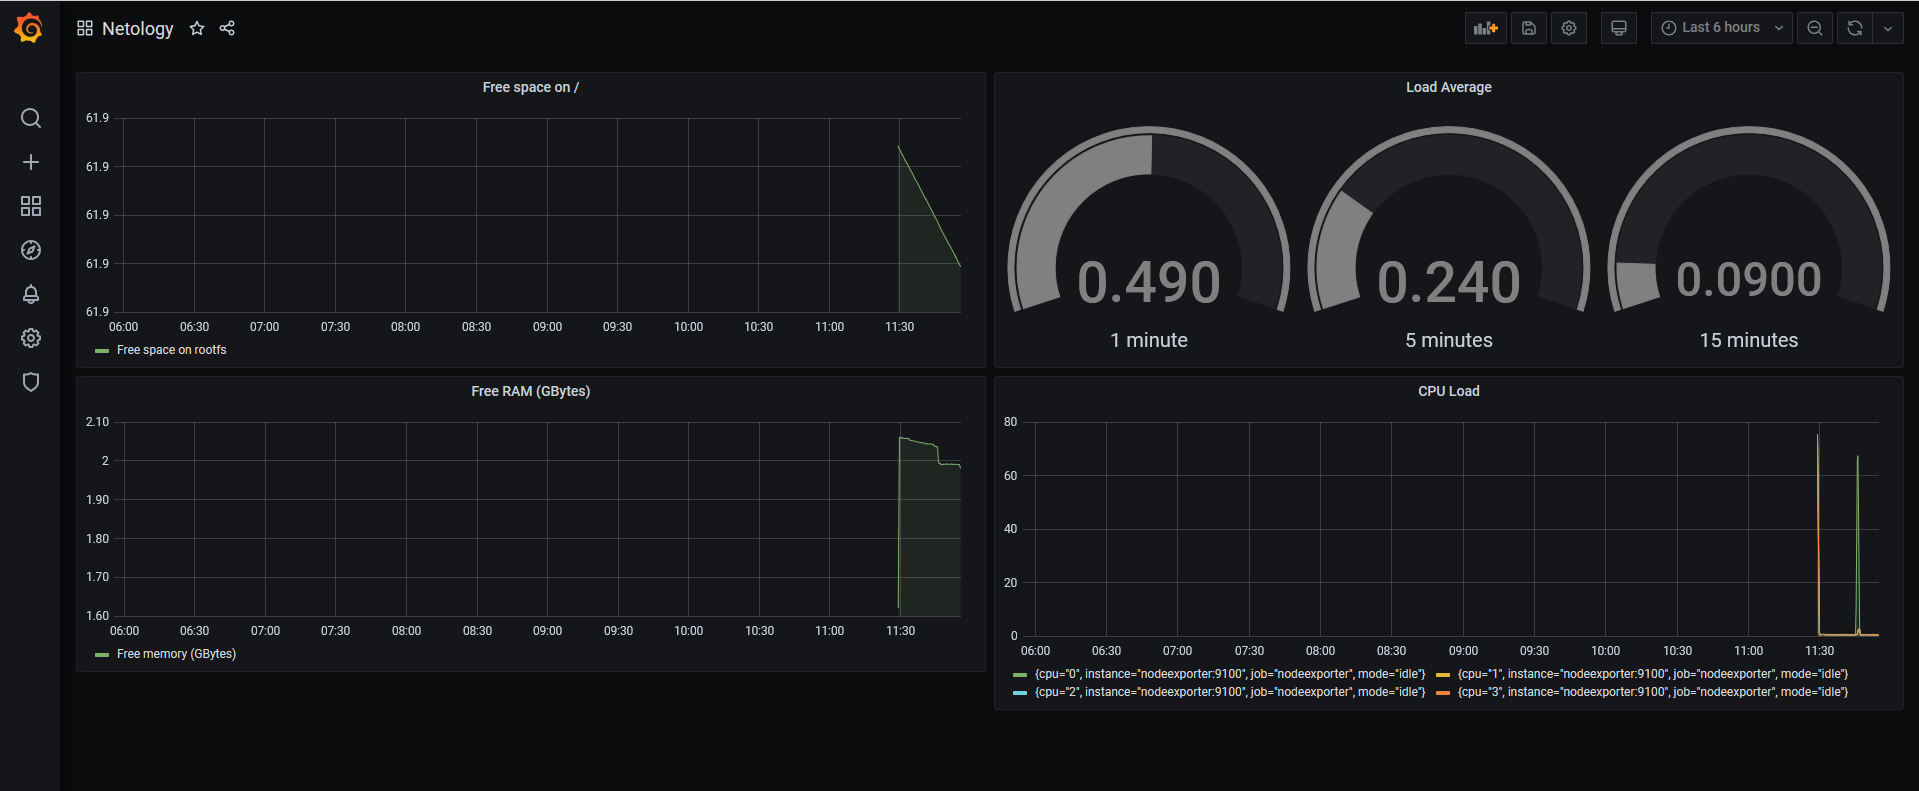 Netology
Last 6 hours
Free space on /
61.9
61.9
61.9
61.9
61.9
06:00 06:30 07:00 07:30 08:00 08:30 09:00 09:30 10:00 10:30 11:00 11:30
Free space on rootfs
Load Average
0.490 0.240 0.0900
1 minute 5 minutes 15 minutes
Free RAM (GBytes)
2.10
2
1.90
1.80
1.70
1.60
06:00 06:30 07:00 07:30 08:00 08:30 09:00 09:30 10:00 10:30 11:00 11:30
Free memory (GBytes)
CPU Load
80
60
40
20
0
06:00 06:30 07:00 07:30 08:00 08:30 09:00 09:30 10:00 10:30 11:00 11:30
{cpu="0", instance="nodeexporter:9100", job="nodeexporter", mode="idle"} {cpu="1", instance="nodeexporter:9100", job="nodeexporter", mode="idle"}
{cpu="2", instance="nodeexporter:9100", job="nodeexporter", mode="idle"} {cpu="3", instance="nodeexporter:9100", job="nodeexporter", mode="idle"}